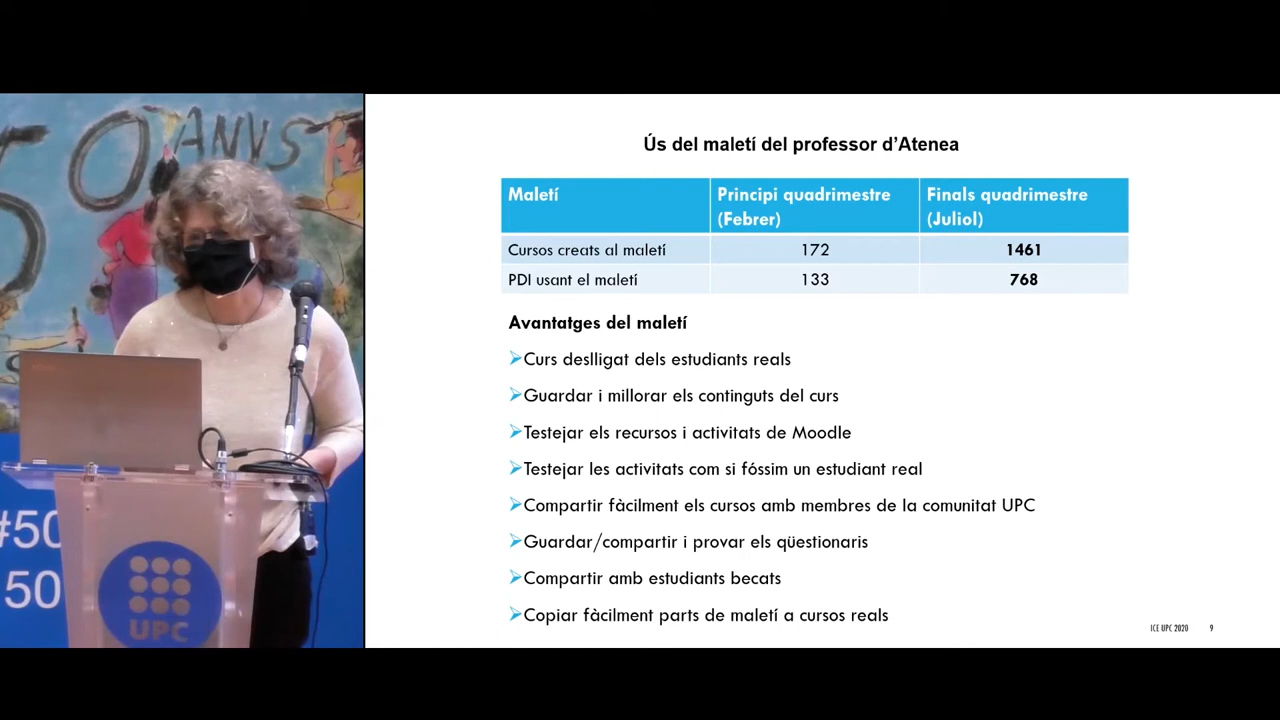 50 ANYS
#50
50
UPC
Ús del maletí del professor d'Atenea
Maletí
Principi quadrimestre
(Febrer)
Finals quadrimestre
(Juliol)
Cursos creats al maletí
172
1461
PDI usant el maletí
133
768
Avantatges del maletí
Curs deslligat dels estudiants reals
Guardar i millorar els continguts del curs
Testejar els recursos i activitats de Moodle
Testejar les activitats com si fóssim un estudiant real
Compartir fàcilment els cursos amb membres de la comunitat UPC
Guardar/compartir i provar els qüestionaris
Compartir amb estudiants becats
Copiar fàcilment parts de maletí a cursos reals
ICE UPC 2020 9